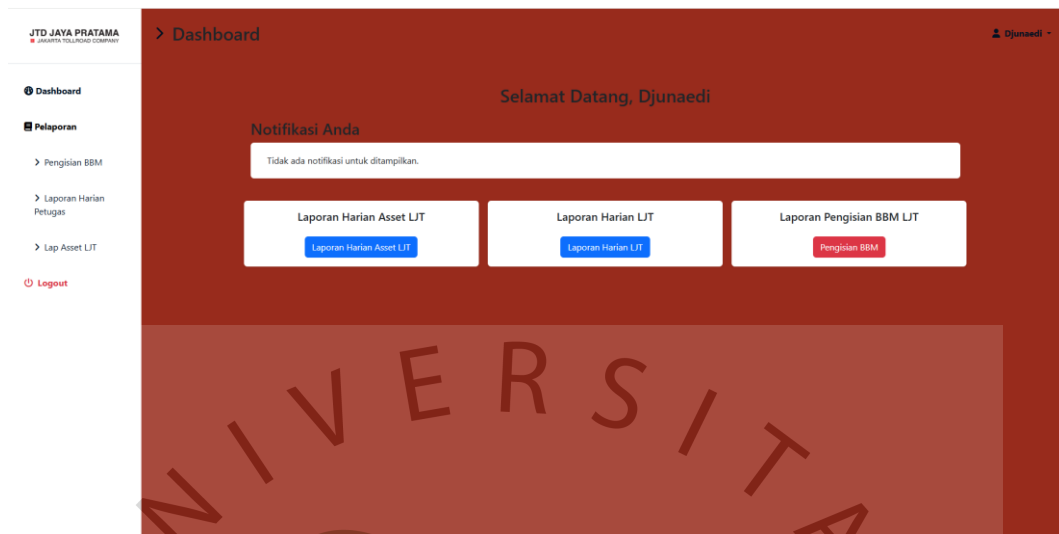 JTD JAYA PRATAMA
JAKARTA TOLLROAD COMPANY
> Dashboard
Djunaedi
Dashboard
Pelaporan
> Pengisian BBM
> Laporan Harian
Petugas
> Lap Asset LJT
Logout
Selamat Datang, Djunaedi
Notifikasi Anda
Tidak ada notifikasi untuk ditampilkan.
Laporan Harian Asset LJT
Laporan Harian Asset LJT
Laporan Harian LJT
Laporan Harian LJT
Laporan Pengisian BBM LJT
Pengisian BBM
NIVERSITA